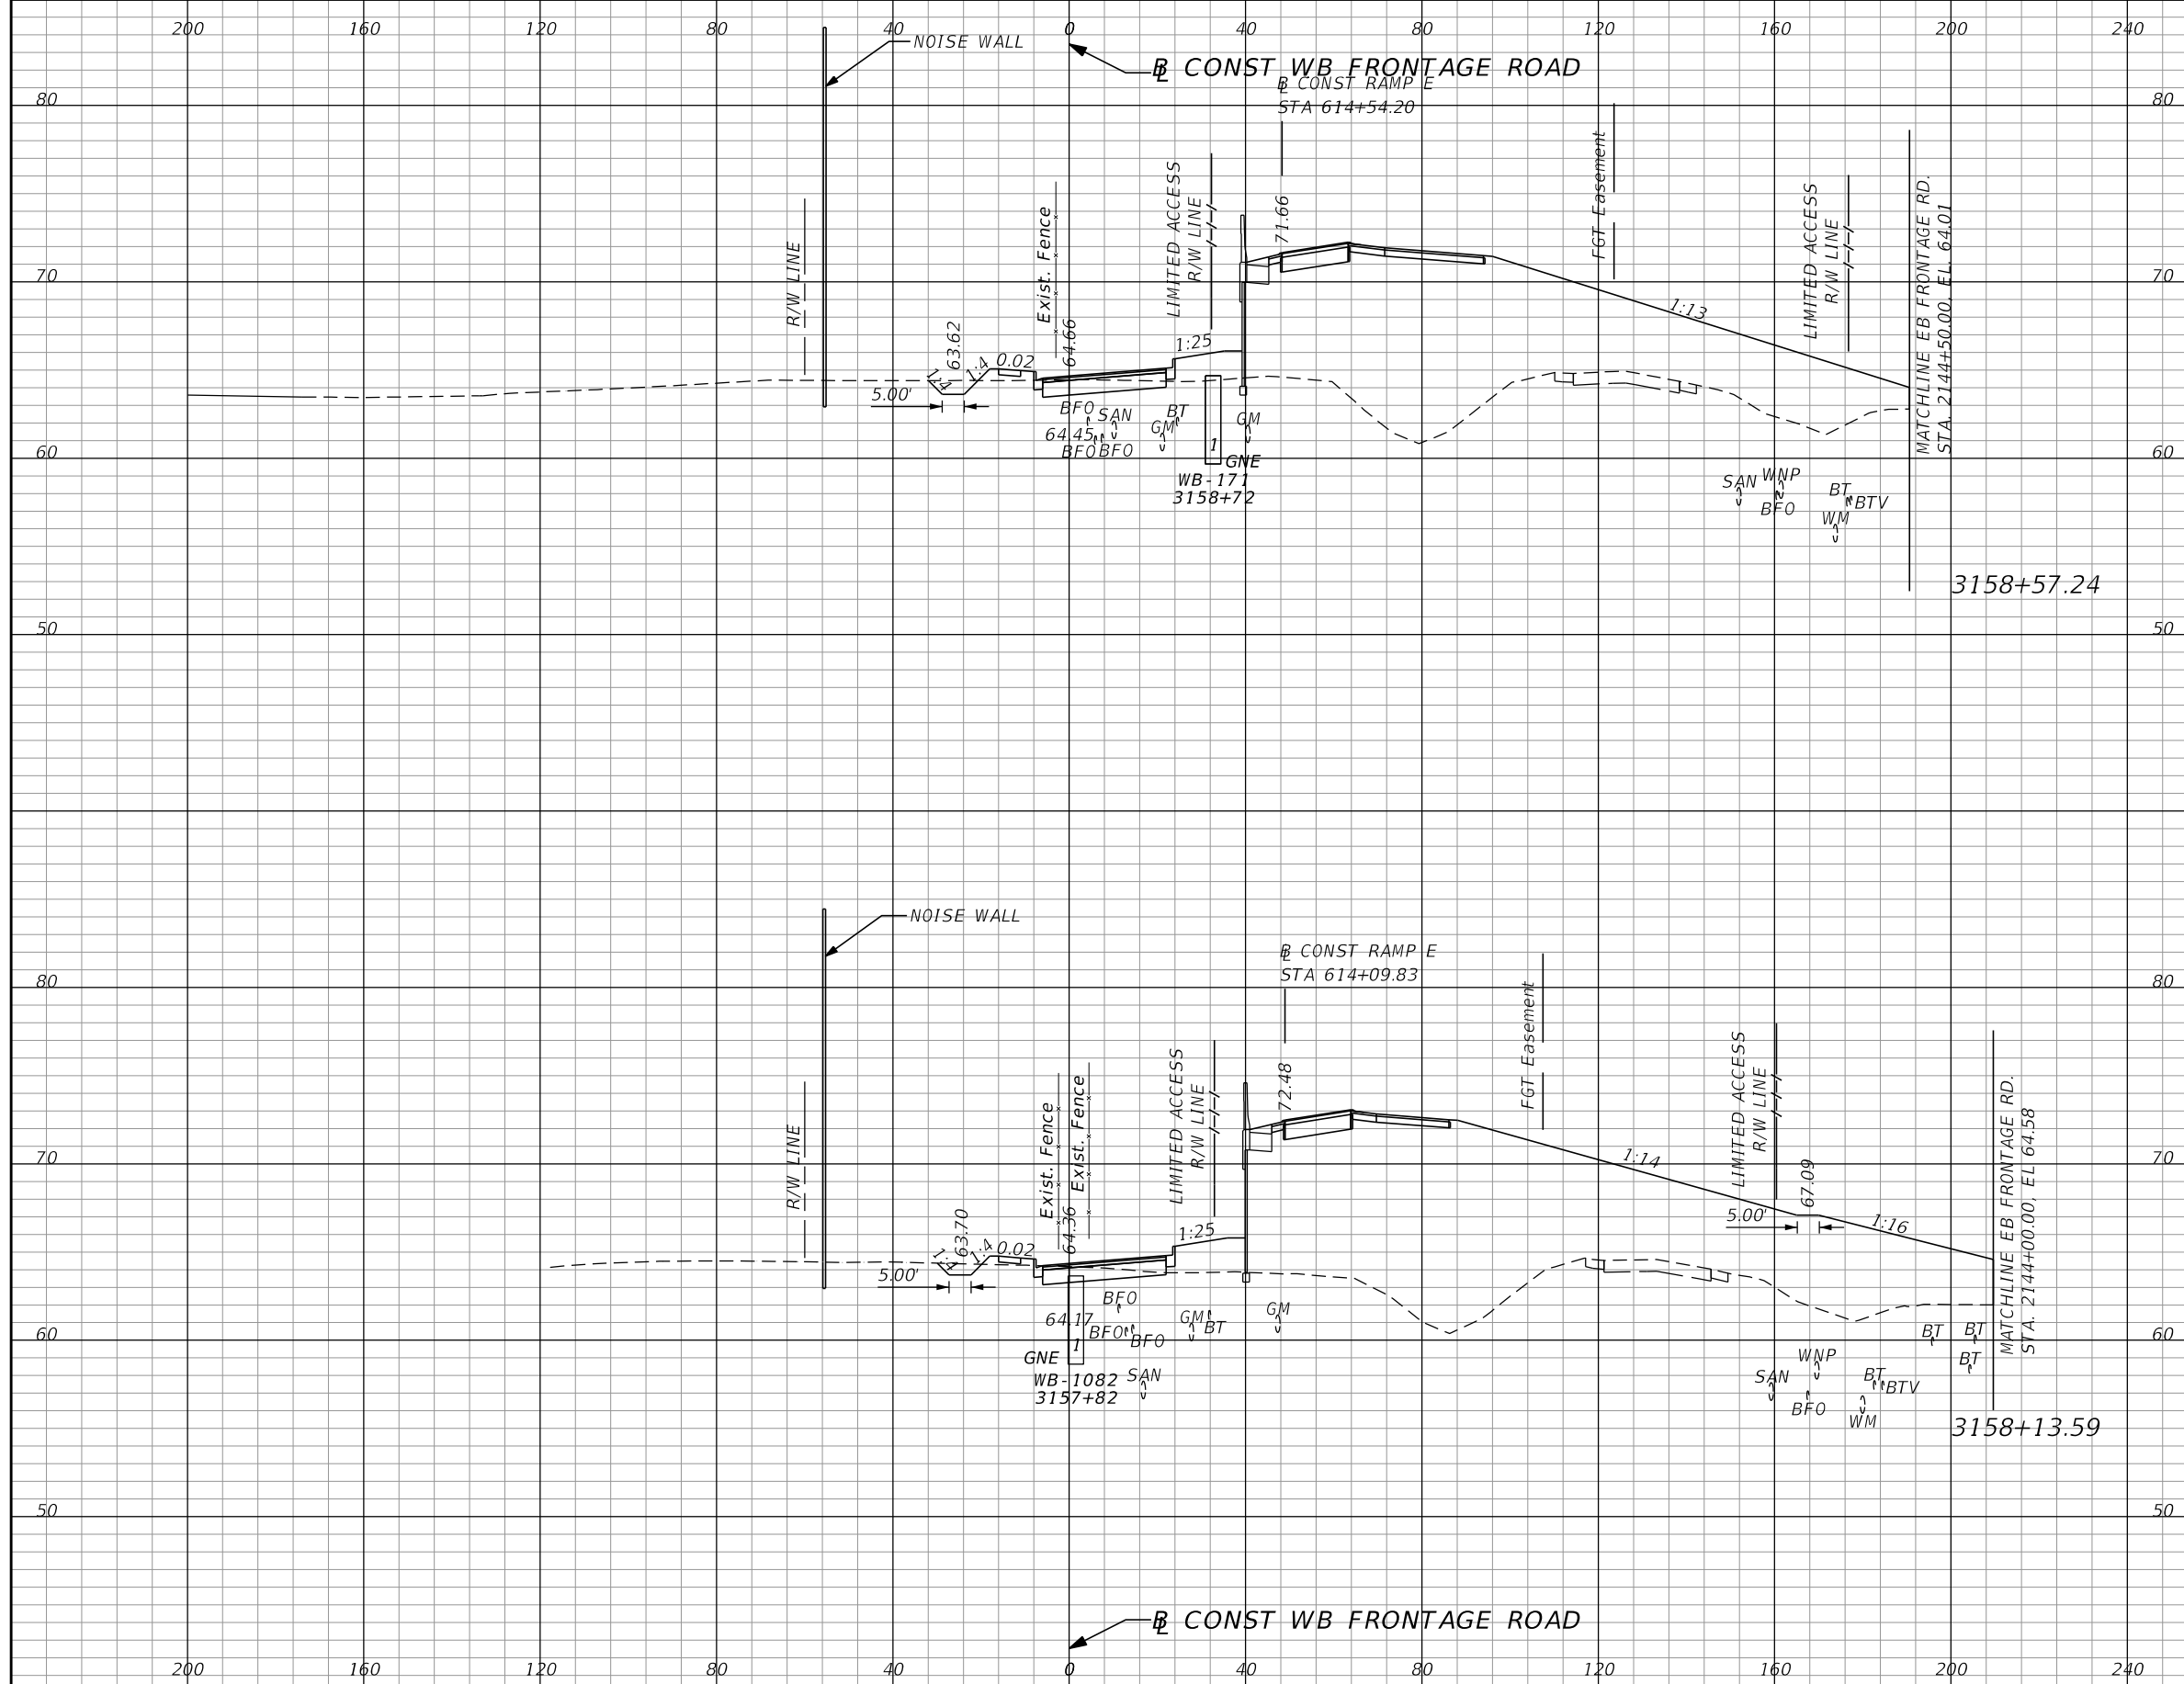 200 160 120 80 40 0 40 80 120 160 200 240
NOISE WALL
BL CONST WB FRONTAGE ROAD
BL CONST RAMP E
STA 614+54.20
80 80
R/W LINE
Exist. Fence
LIMITED ACCESS
R/W LINE
71.66
FGT Easement
LIMITED ACCESS
R/W LINE
MATCHLINE EB FRONTAGE RD.
STA. 2144+50.00, EL. 64.01
70 70
1:13
63.62
64.66
1:25
1:4
1:4
0.02
5.00'
BFO
SAN
BT
GM
GM
64.45
BFO
BFO
1
60 60
GNE
WB-171
3158+72
SAN
WNP
BFO
BT
BTV
WM
3158+57.24
50 50
NOISE WALL
BL CONST RAMP E
STA 614+09.83
80 80
R/W LINE
Exist. Fence
Exist. Fence
LIMITED ACCESS
R/W LINE
72.48
FGT Easement
LIMITED ACCESS
R/W LINE
MATCHLINE EB FRONTAGE RD.
STA. 2144+00.00, EL 64.58
70 70
1:14
67.09
5.00'
1:16
63.70
64.36
1:25
1:4
1:4
0.02
5.00'
BFO
64.17
GM
BT
GM
BFO
BFO
1
60 60
GNE
WB-1082
3157+82
SAN
SAN
WNP
BFO
BT
BTV
WM
BT
BT
BT
3158+13.59
50 50
BL CONST WB FRONTAGE ROAD
200 160 120 80 40 0 40 80 120 160 200 240